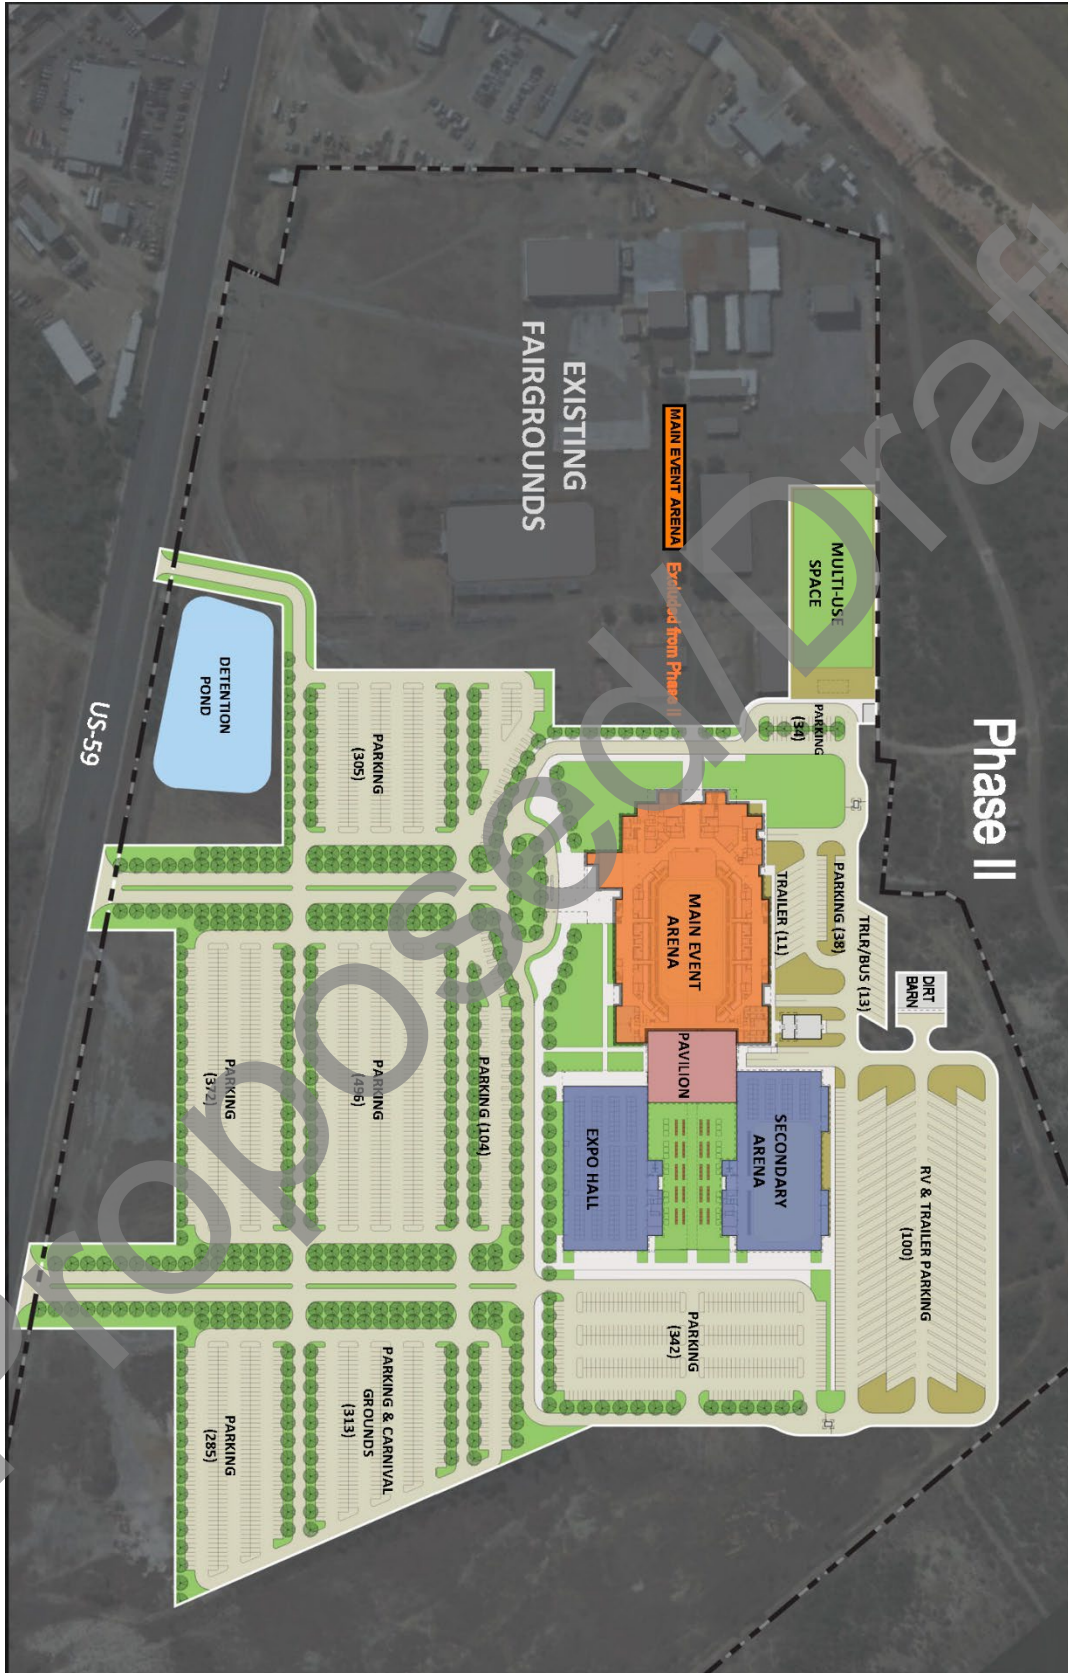 Phase II
MULTI-USE
SPACE
EXISTING
FAIRGROUNDS
MAIN EVENT ARENA Excluded from Phase II
PARKING
(34)
PARKING (38)
TRLR/BUS (13)
TRAILER (11)
DIRT
BARN
MAIN EVENT
ARENA
PAVILION
SECONDARY
ARENA
EXPO HALL
RV & TRAILER PARKING
(100)
PARKING
(342)
PARKING
(305)
PARKING (104)
PARKING
(496)
PARKING
(372)
PARKING & CARNIVAL
GROUNDS
(313)
PARKING
(285)
DETENTION
POND
US-59
Proposed/Draft